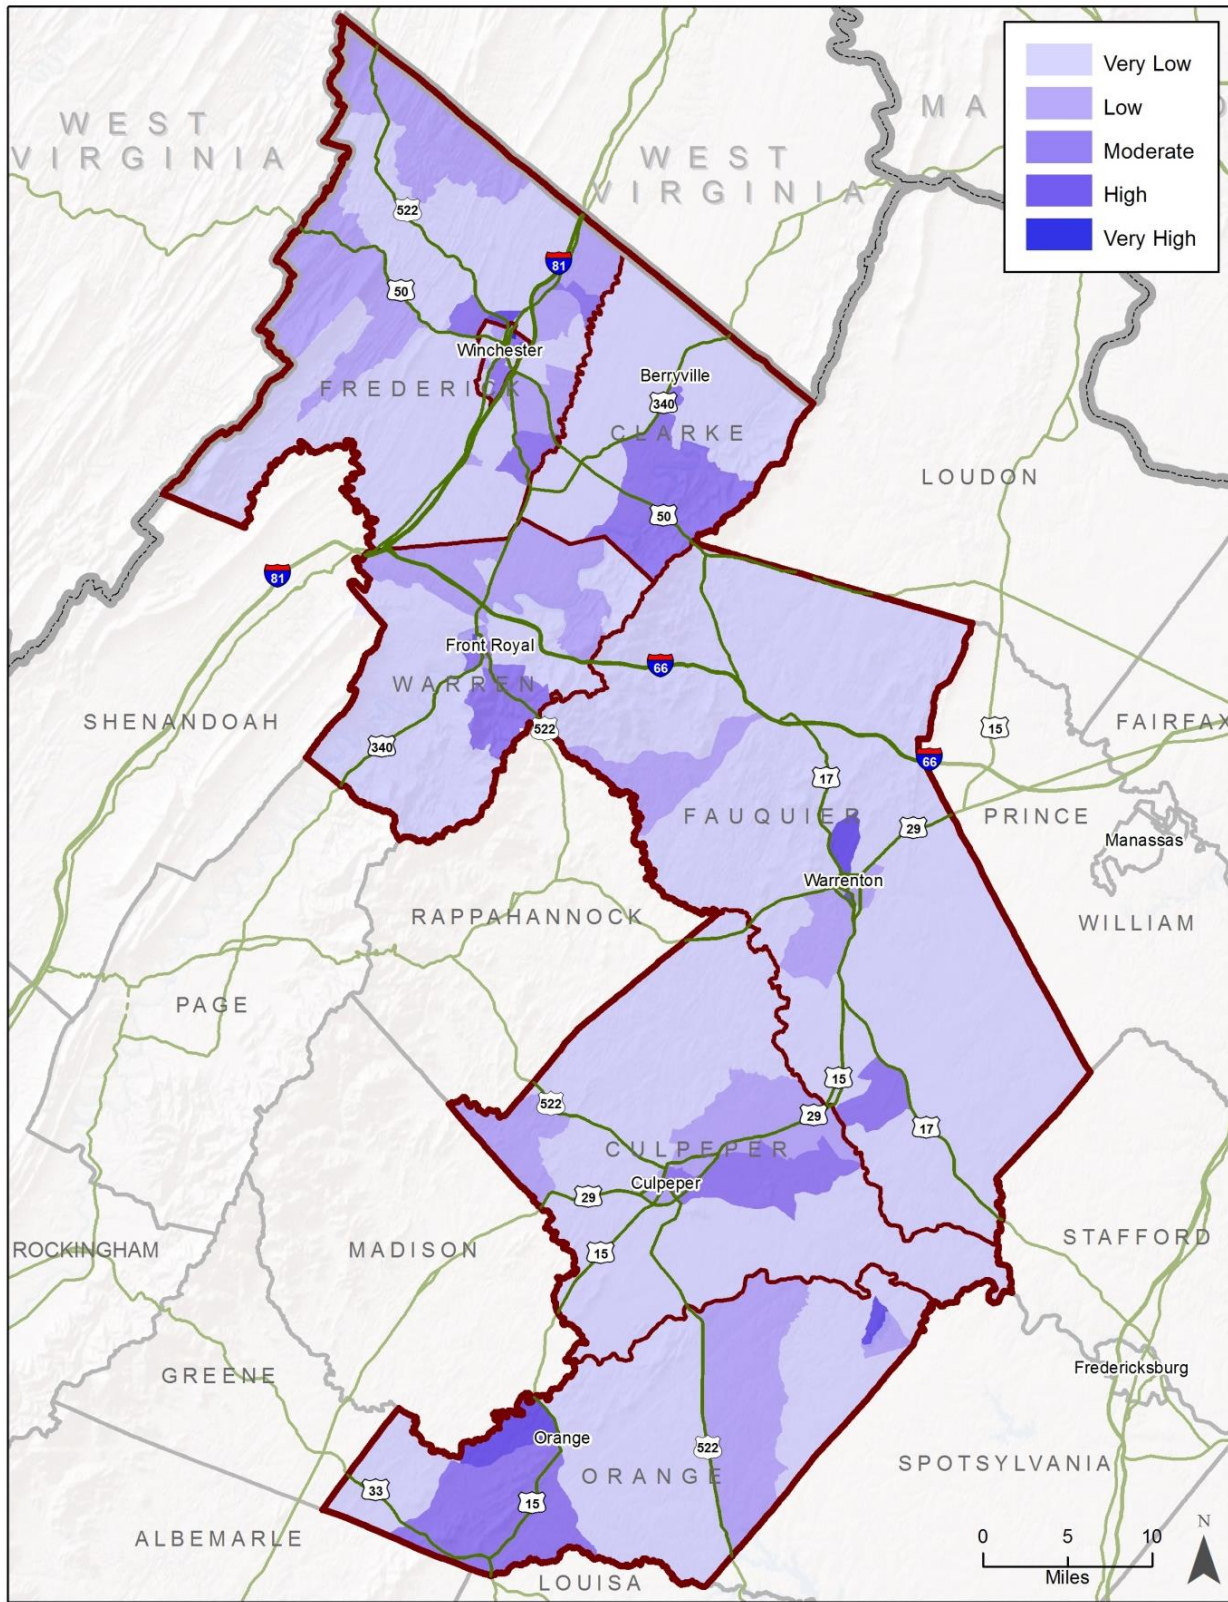 Very Low
Low
Moderate
High
Very High
WEST
VIRGINIA
MA
WEST
VIRGINIA
522
81
50
Winchester
FREDERICK
Berryville
340
CLARKE
LOUDON
50
81
Front Royal
66
WARREN
SHENANDOAH
522
15
FAIRFAX
340
66
17
FAUQUIER
29
PRINCE
Manassas
Warrenton
RAPPAHANNOCK
WILLIAM
PAGE
15
522
29
17
CULPEPER
Culpeper
29
STAFFORD
ROCKINGHAM
MADISON
15
GREENE
Fredericksburg
Orange
522
ORANGE
SPOTSYLVANIA
33
15
ALBEMARLE
LOUISA
0 5 10
Miles
N